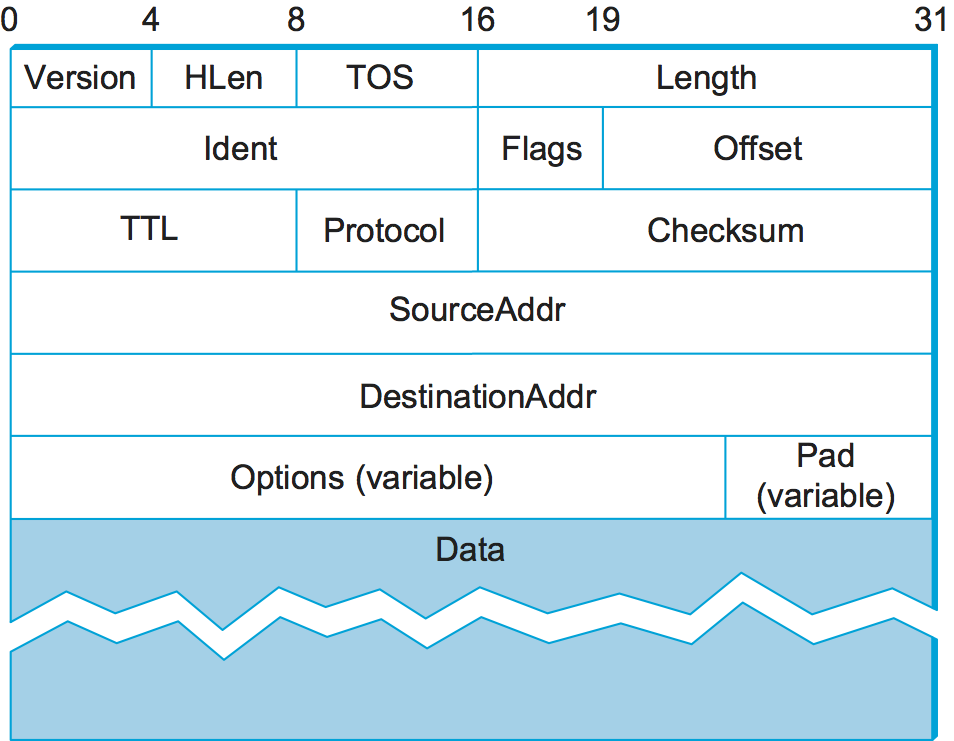 0 4 8 16 19 31
Version HLen TOS Length
Ident Flags Offset
TTL Protocol Checksum
SourceAddr
DestinationAddr
Options (variable) Pad
(variable)
Data